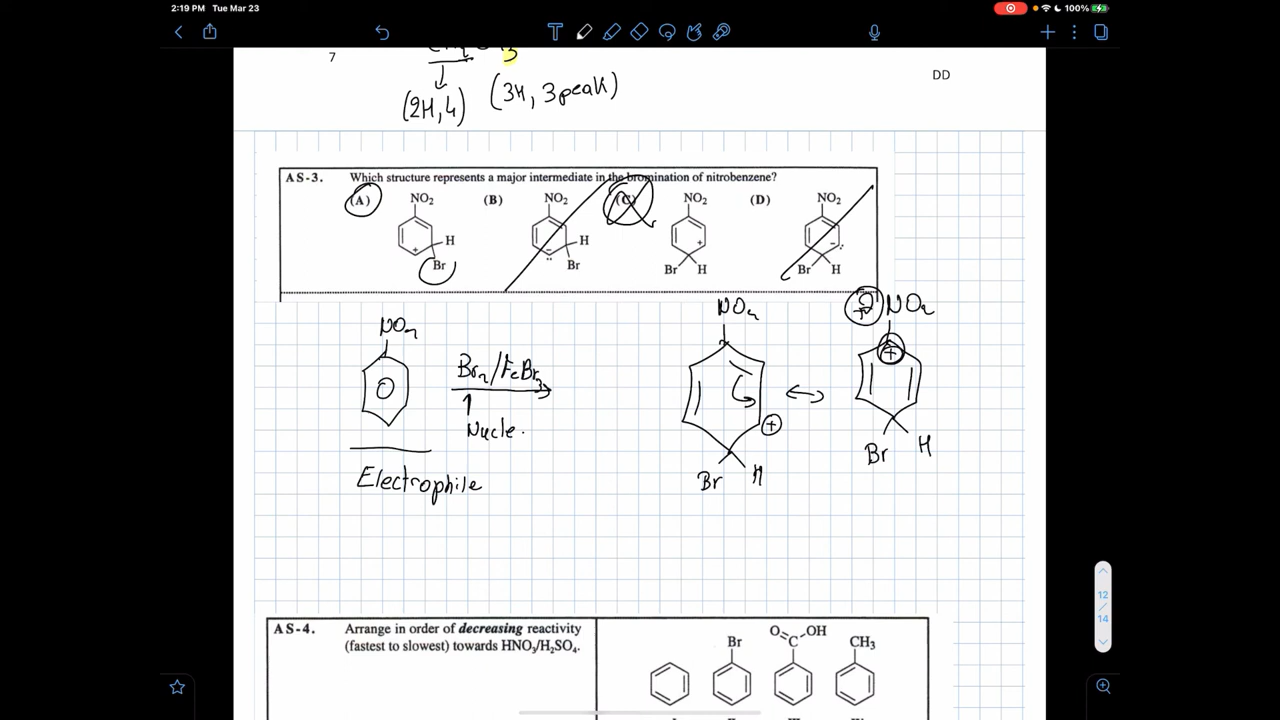 2:19 PM Tue Mar 23
100%
7
DD
(2H,4) (3H, 3peak)
AS-3. Which structure represents a major intermediate in the bromination of nitrobenzene?
(A) (B) (C) (D)
NO2 NO2 NO2 NO2
H H + -
+ -
Br Br Br H Br H
NO2 NO2 NO2
Br2/FeBr3
Nucle.
Electrophile
+ +
Br H Br H
12
/
14
AS-4. Arrange in order of decreasing reactivity
(fastest to slowest) towards HNO3/H2SO4.
O OH
Br C CH3